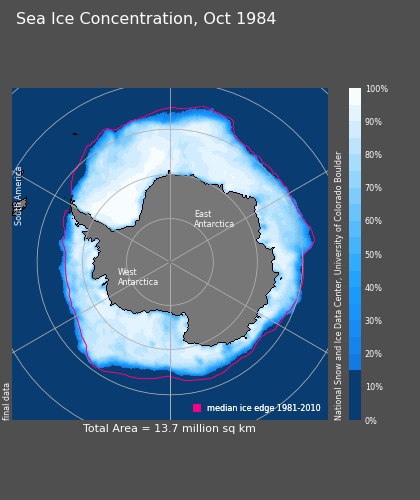 Sea Ice Concentration, Oct 1984
South America
East
Antarctica
West
Antarctica
final data
median ice edge 1981-2010
Total Area = 13.7 million sq km
100%
90%
80%
70%
60%
50%
40%
30%
20%
10%
0%
National Snow and Ice Data Center, University of Colorado Boulder